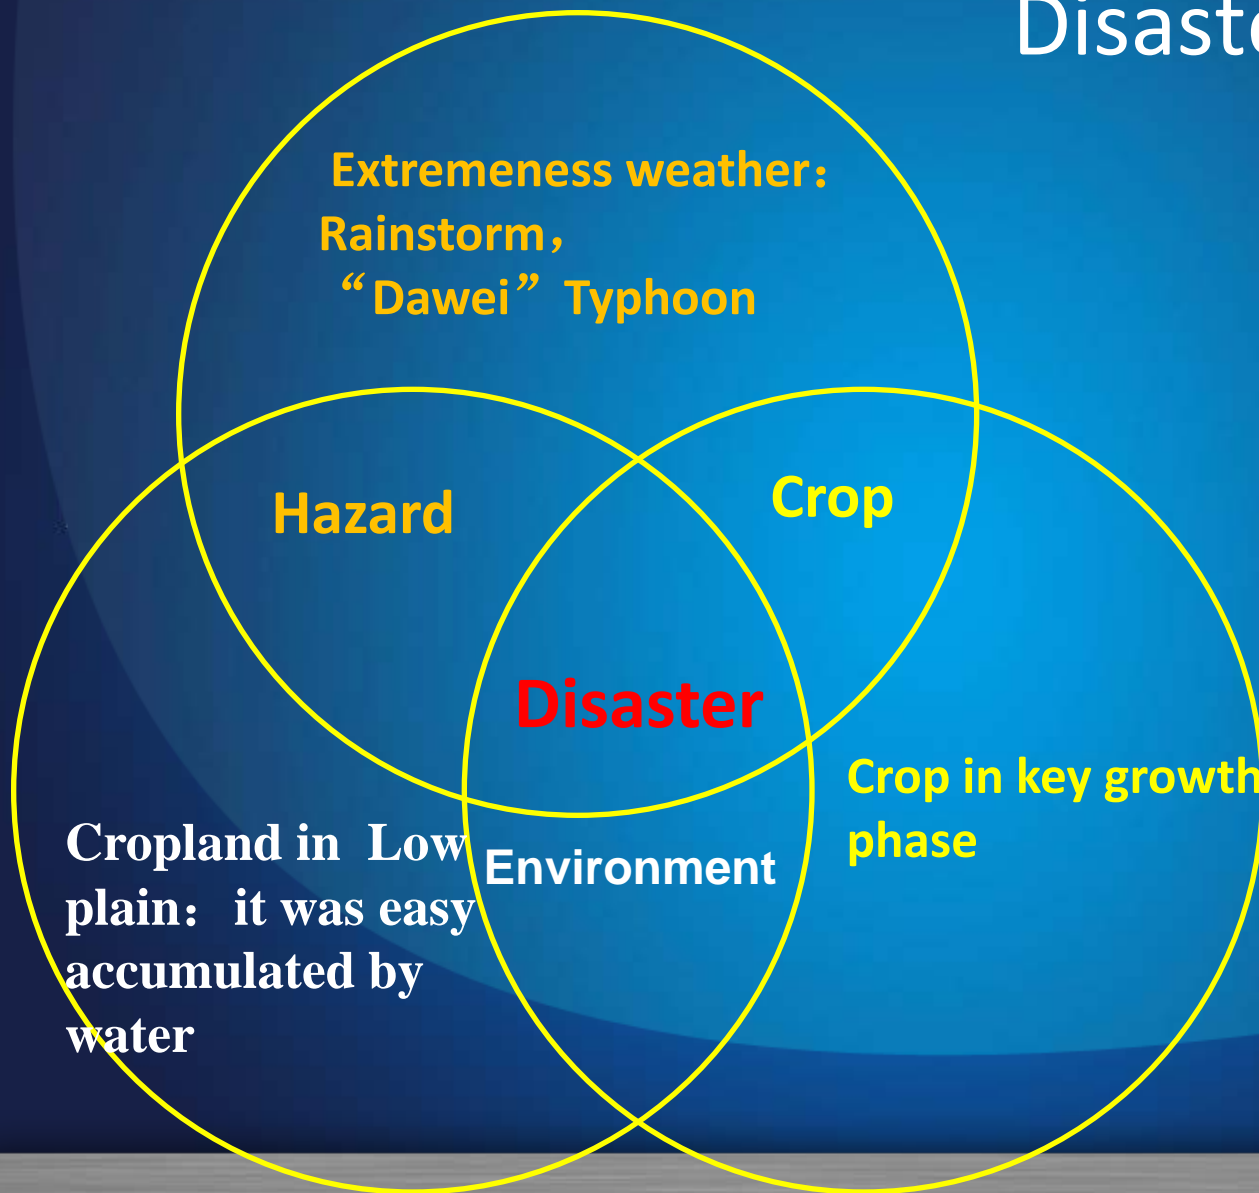 Disaste
Extremeness weather：
Rainstorm，
“Dawei” Typhoon
Hazard
Crop
Disaster
Crop in key growth
phase
Cropland in Low
plain： it was easy
accumulated by
water
Environment